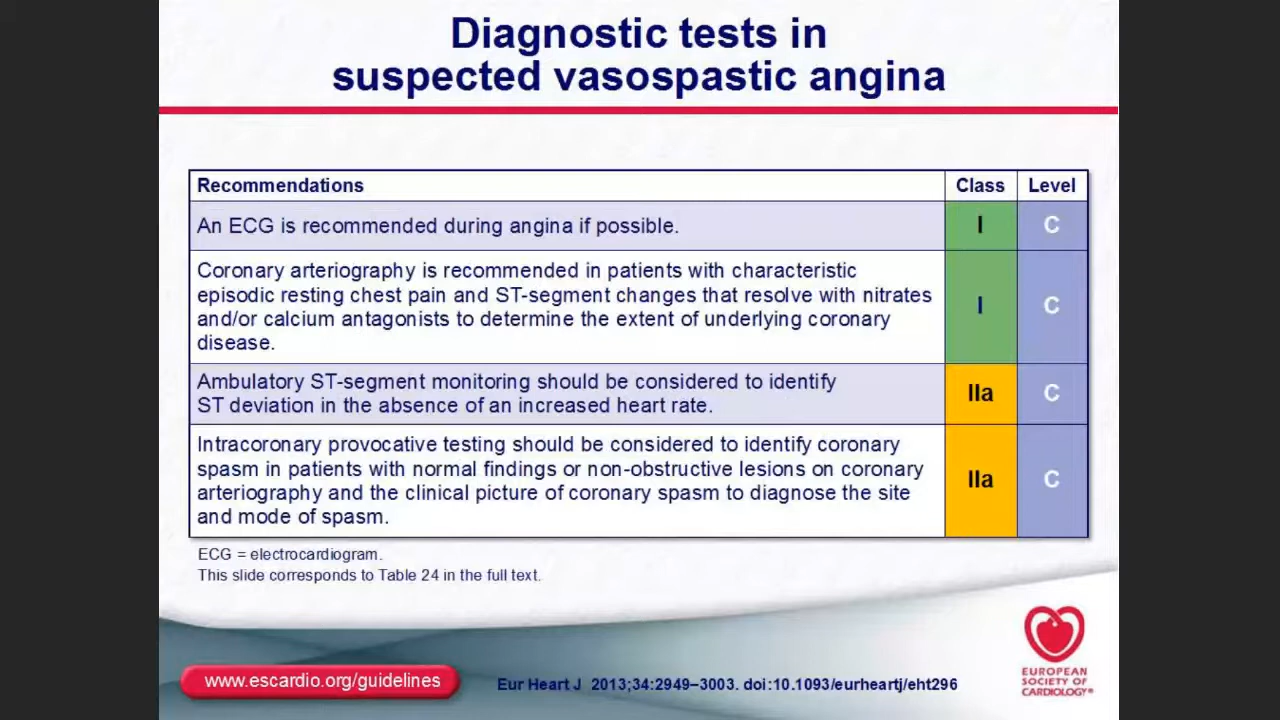 Diagnostic tests in
suspected vasospastic angina
Recommendations Class Level
An ECG is recommended during angina if possible. I C
Coronary arteriography is recommended in patients with characteristic
episodic resting chest pain and ST-segment changes that resolve with nitrates
and/or calcium antagonists to determine the extent of underlying coronary
disease. I C
Ambulatory ST-segment monitoring should be considered to identify
ST deviation in the absence of an increased heart rate. IIa C
Intracoronary provocative testing should be considered to identify coronary
spasm in patients with normal findings or non-obstructive lesions on coronary
arteriography and the clinical picture of coronary spasm to diagnose the site
and mode of spasm. IIa C
ECG = electrocardiogram.
This slide corresponds to Table 24 in the full text.
www.escardio.org/guidelines
Eur Heart J 2013;34:2949–3003. doi:10.1093/eurheartj/eht296
EUROPEAN
SOCIETY OF
CARDIOLOGY®